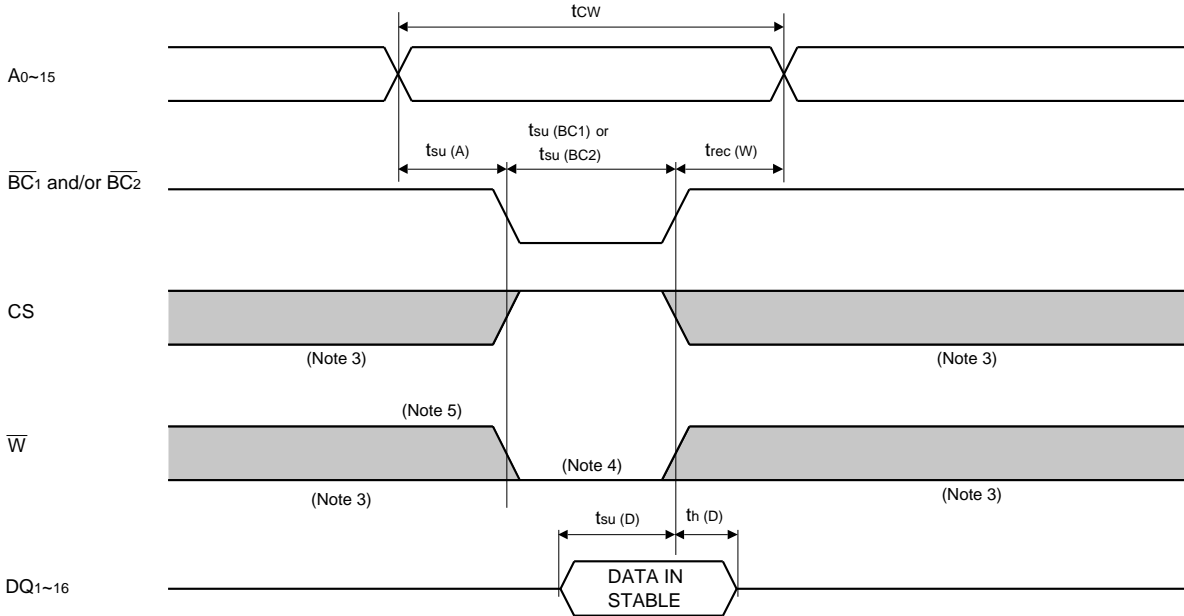 tCW
A0~15
tsu (A)
tsu (BC1) or
tsu (BC2)
trec (W)
BC1 and/or BC2
CS
(Note 3)
(Note 3)
W
(Note 5)
(Note 4)
(Note 3)
(Note 3)
tsu (D)
th (D)
DQ1~16
DATA IN
STABLE